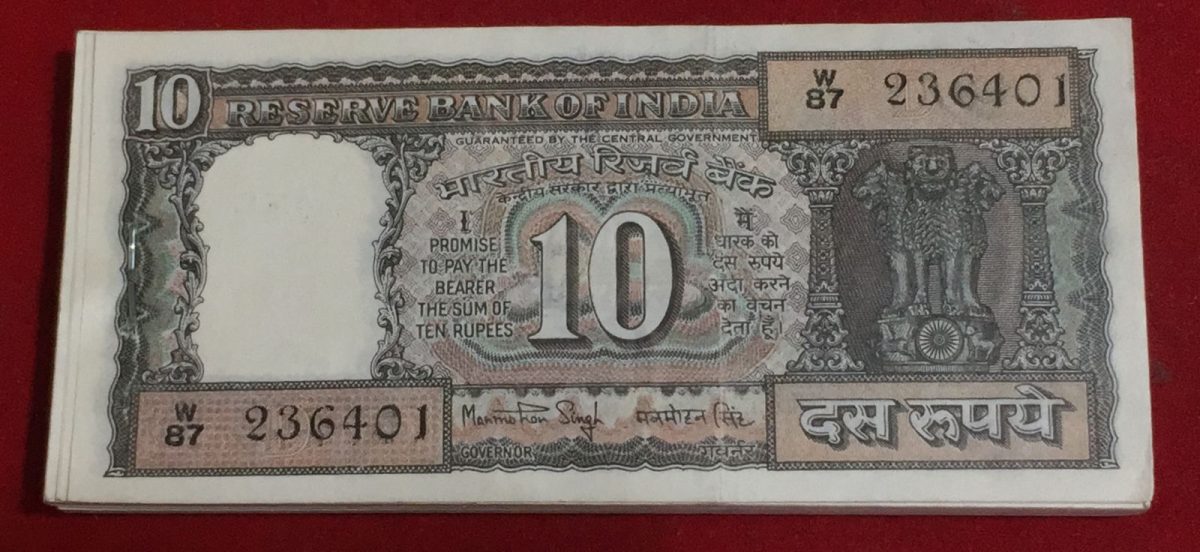 10
RESERVE BANK OF INDIA
W
87 236401
GUARANTEED BY THE CENTRAL GOVERNMENT
भारतीय रिज़र्व बैंक
केन्द्रीय सरकार द्वारा प्रत्याभूत
I
PROMISE
TO PAY THE
BEARER
THE SUM OF
TEN RUPEES
10
मैं
धारक को
दस रुपये
अदा करने
का वचन
देता हूँ।
W
87 236401
Manmohan Singh मनमोहन सिंह
GOVERNOR गवर्नर
दस रूपये